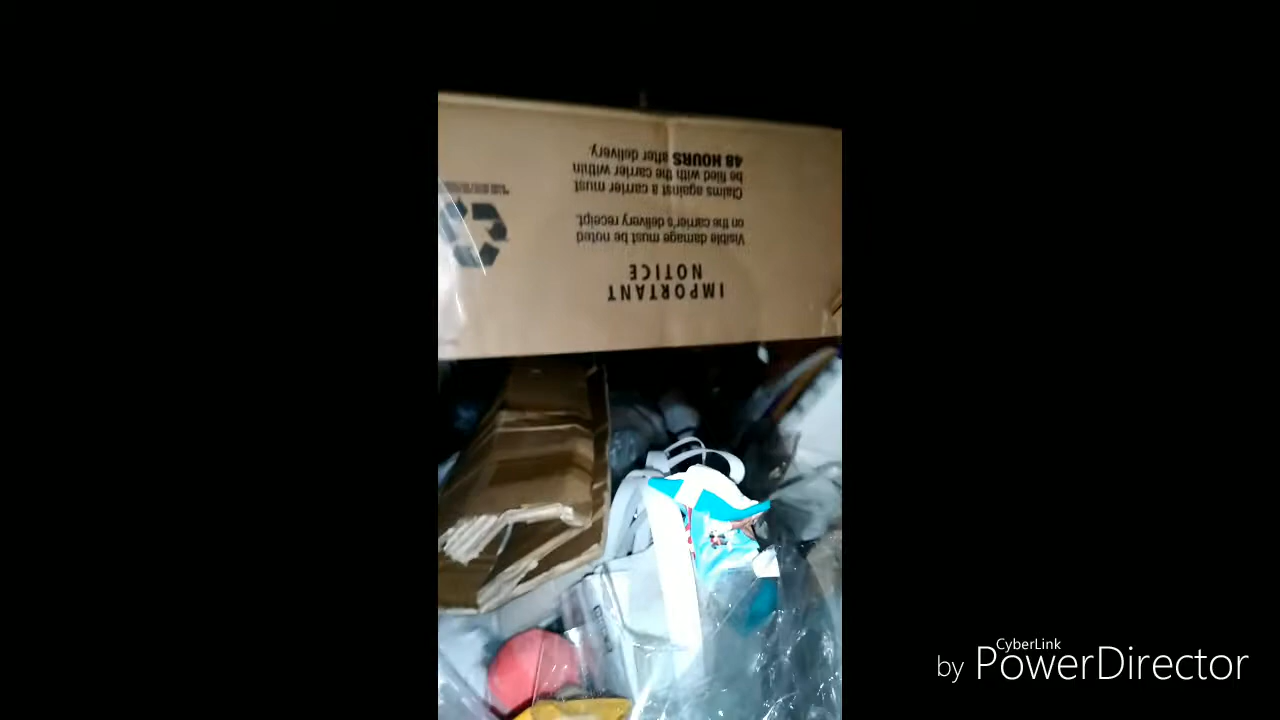 IMPORTANT
NOTICE
Visible damage must be noted
on the carrier's delivery receipt.
Claims against a carrier must
be filed with the carrier within
48 HOURS after delivery.
CyberLink
by PowerDirector